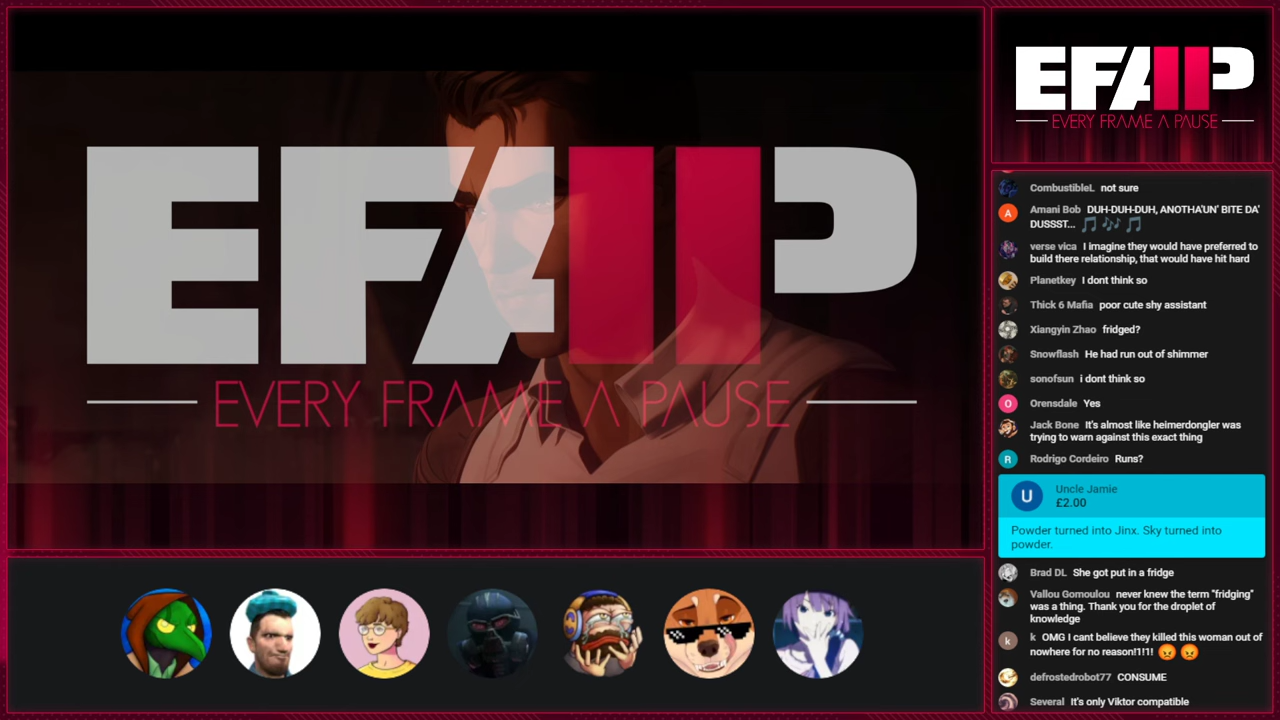 EFAP
EVERY FRAME A PAUSE
EFAP
EVERY FRAME A PAUSE
CombustibleL not sure
A
Amani Bob DUH-DUH-DUH, ANOTHA'UN' BITE DA'
DUSSST... 🎵 🎶 🎵
verse vica I imagine they would have preferred to
build there relationship, that would have hit hard
Planetkey I dont think so
Thick 6 Mafia poor cute shy assistant
Xiangyin Zhao fridged?
Snowflash He had run out of shimmer
sonofsun i dont think so
O
Orensdale Yes
Jack Bone It's almost like heimerdongler was
trying to warn against this exact thing
R
Rodrigo Cordeiro Runs?
U
Uncle Jamie
£2.00
Powder turned into Jinx. Sky turned into
powder.
Brad DL She got put in a fridge
Vallou Gomoulou never knew the term "fridging"
was a thing. Thank you for the droplet of
knowledge
k
k OMG I cant believe they killed this woman out of
nowhere for no reason!1!1! 😡 😡
defrostedrobot77 CONSUME
Several It's only Viktor compatible